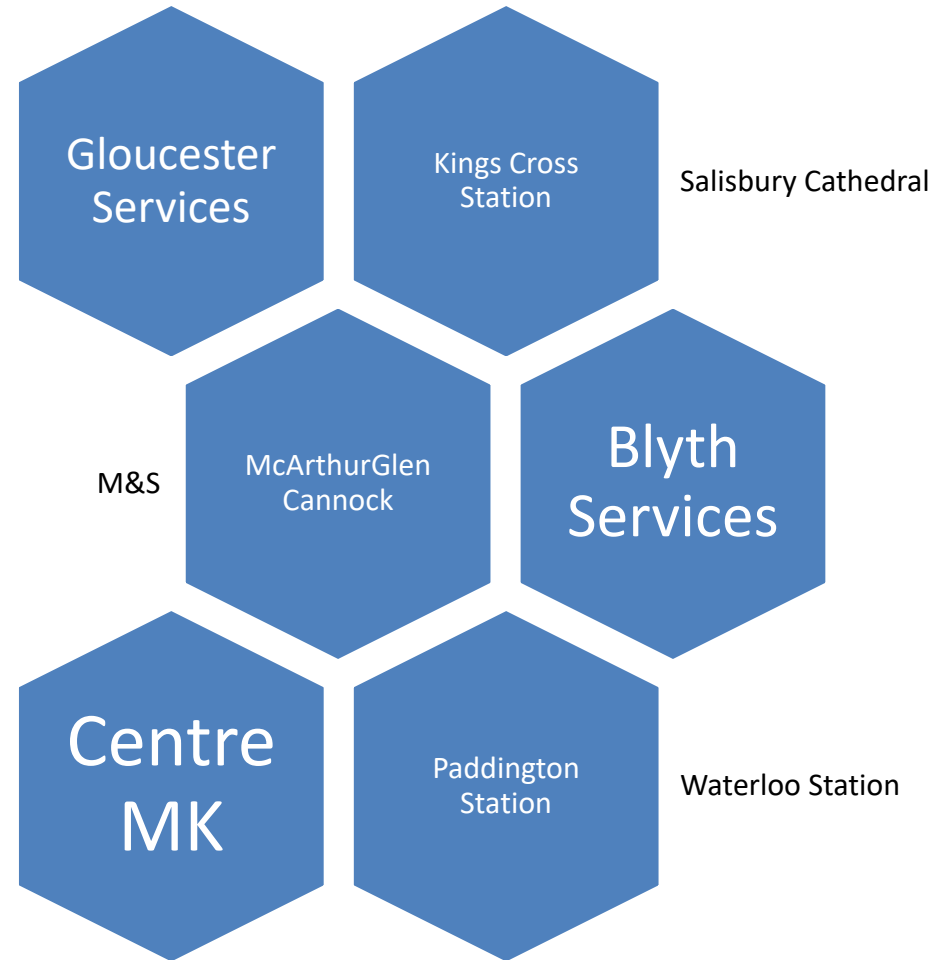 Gloucester
Services
Kings Cross
Station
Salisbury Cathedral
M&S
McArthurGlen
Cannock
Blyth
Services
Centre
MK
Paddington
Station
Waterloo Station